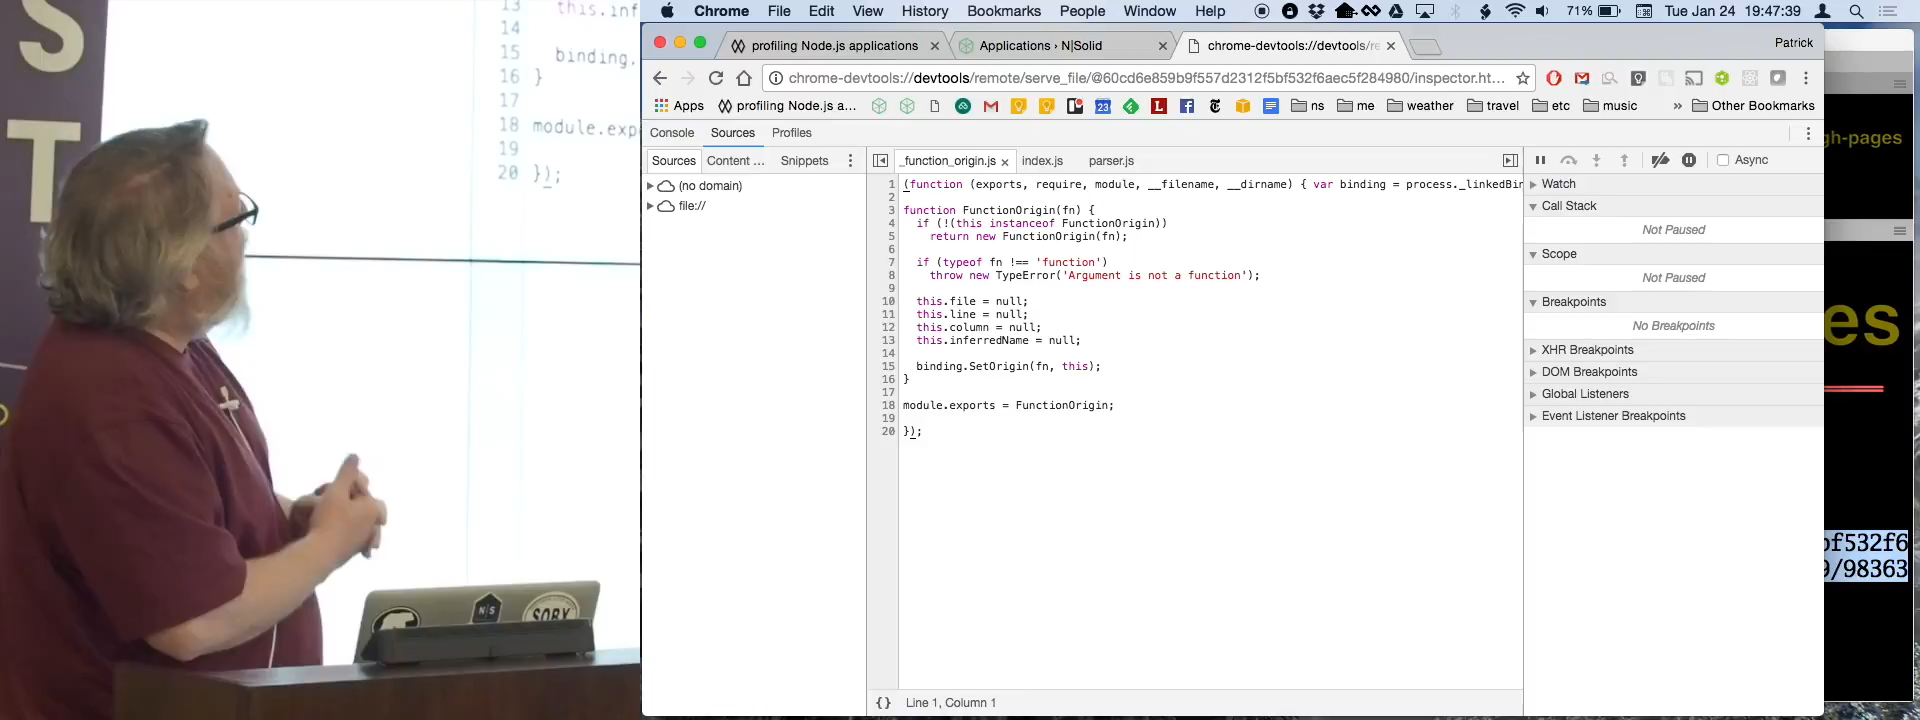 S
T
13 this.inf
14
15 binding.
16 }
17
18 module.exp
19
20 });
N|S
SOBY
Chrome File Edit View History Bookmarks People Window Help 71% Tue Jan 24 19:47:39
profiling Node.js applications × Applications › N|Solid × chrome-devtools://devtools/re × Patrick
chrome-devtools://devtools/remote/serve_file/@60cd6e859b9f557d2312f5bf532f6aec5f284980/inspector.ht...
Apps profiling Node.js a... 23 L ns me weather travel etc music » Other Bookmarks
Console Sources Profiles
Sources Content ... Snippets _function_origin.js × index.js parser.js Async
(no domain)
file://
1 (function (exports, require, module, __filename, __dirname) { var binding = process._linkedBin
2
3 function FunctionOrigin(fn) {
4 if (!(this instanceof FunctionOrigin))
5 return new FunctionOrigin(fn);
6
7 if (typeof fn !== 'function')
8 throw new TypeError('Argument is not a function');
9
10 this.file = null;
11 this.line = null;
12 this.column = null;
13 this.inferredName = null;
14
15 binding.SetOrigin(fn, this);
16 }
17
18 module.exports = FunctionOrigin;
19
20 });
{} Line 1, Column 1
Watch
Call Stack
Not Paused
Scope
Not Paused
Breakpoints
No Breakpoints
XHR Breakpoints
DOM Breakpoints
Global Listeners
Event Listener Breakpoints
gh-pages
es
bf532f6
9/98363